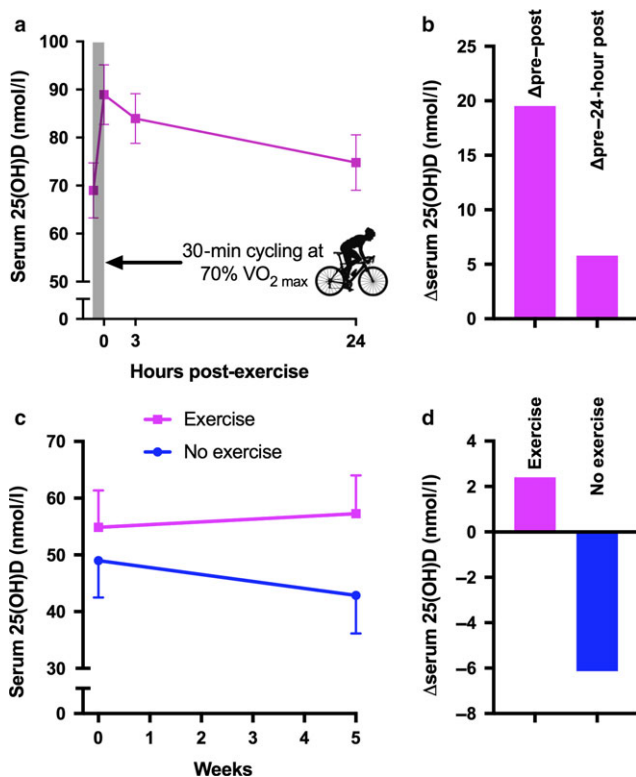 a
Serum 25(OH)D (nmol/l)
100
90
80
70
60
50
0
30-min cycling at
70% VO2 max
0
3
24
Hours post-exercise
b
Δserum 25(OH)D (nmol/l)
25
20
15
10
5
0
Δpre–post
Δpre–24-hour post
c
Exercise
No exercise
Serum 25(OH)D (nmol/l)
70
60
50
40
30
0
0 1 2 3 4 5
Weeks
d
Δserum 25(OH)D (nmol/l)
4
2
0
–2
–4
–6
–8
Exercise
No exercise